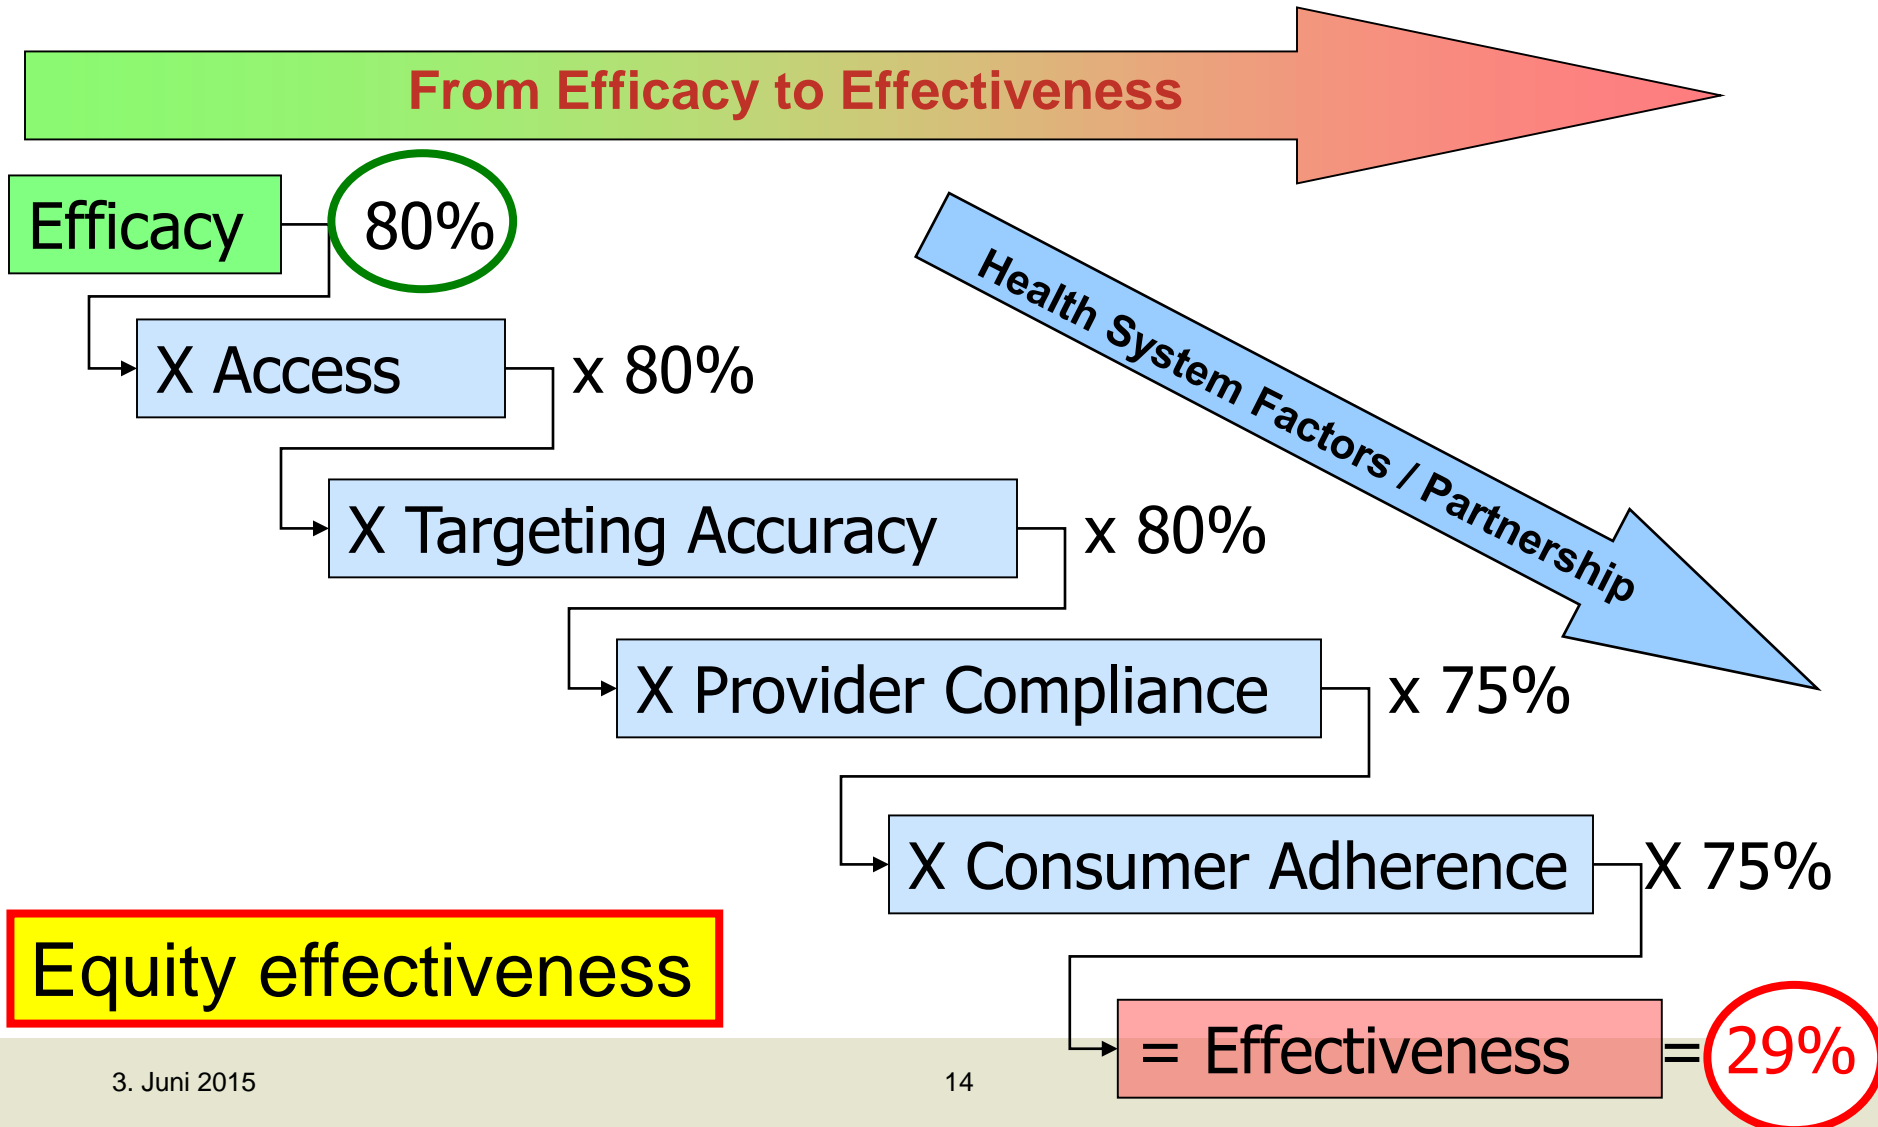 From Efficacy to Effectiveness
Efficacy 80%
Health System Factors / Partnership
X Access x 80%
X Targeting Accuracy x 80%
X Provider Compliance x 75%
X Consumer Adherence X 75%
Equity effectiveness
= Effectiveness = 29%
3. Juni 2015 14